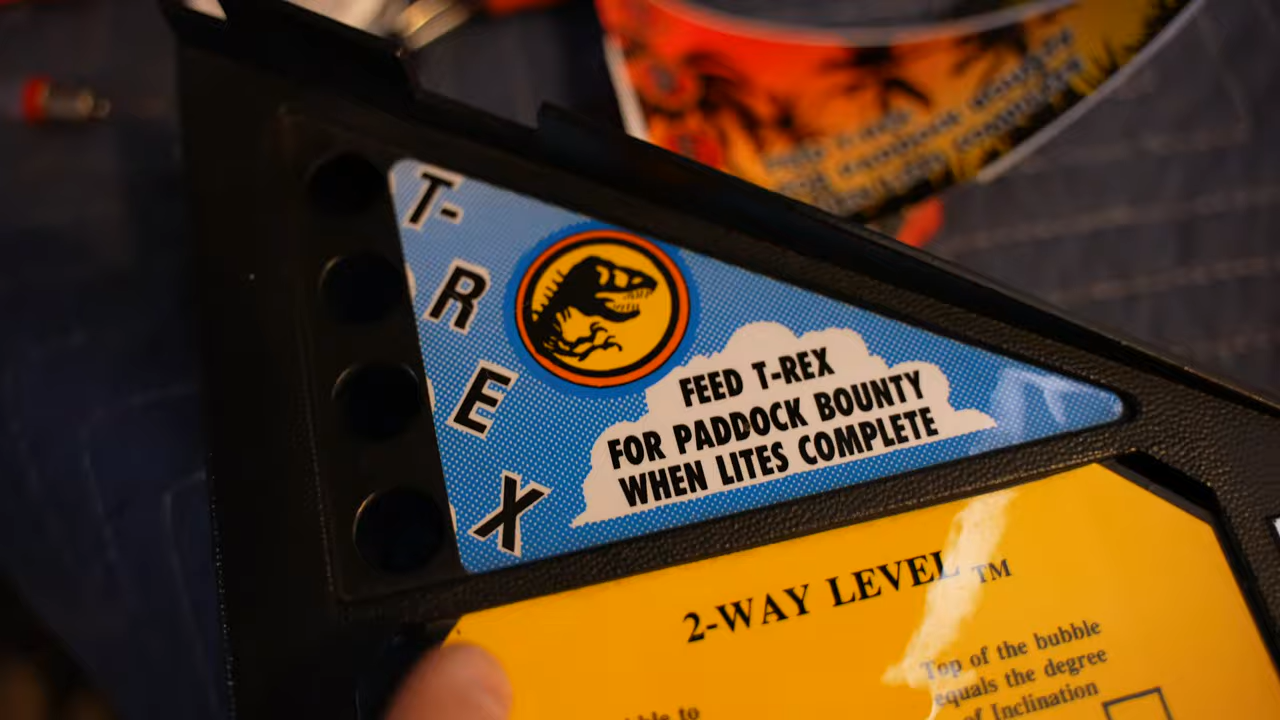 T-
R
E
X
FEED T-REX
FOR PADDOCK BOUNTY
WHEN LITES COMPLETE
2-WAY LEVEL TM
Top of the bubble
equals the degree
of Inclination
to